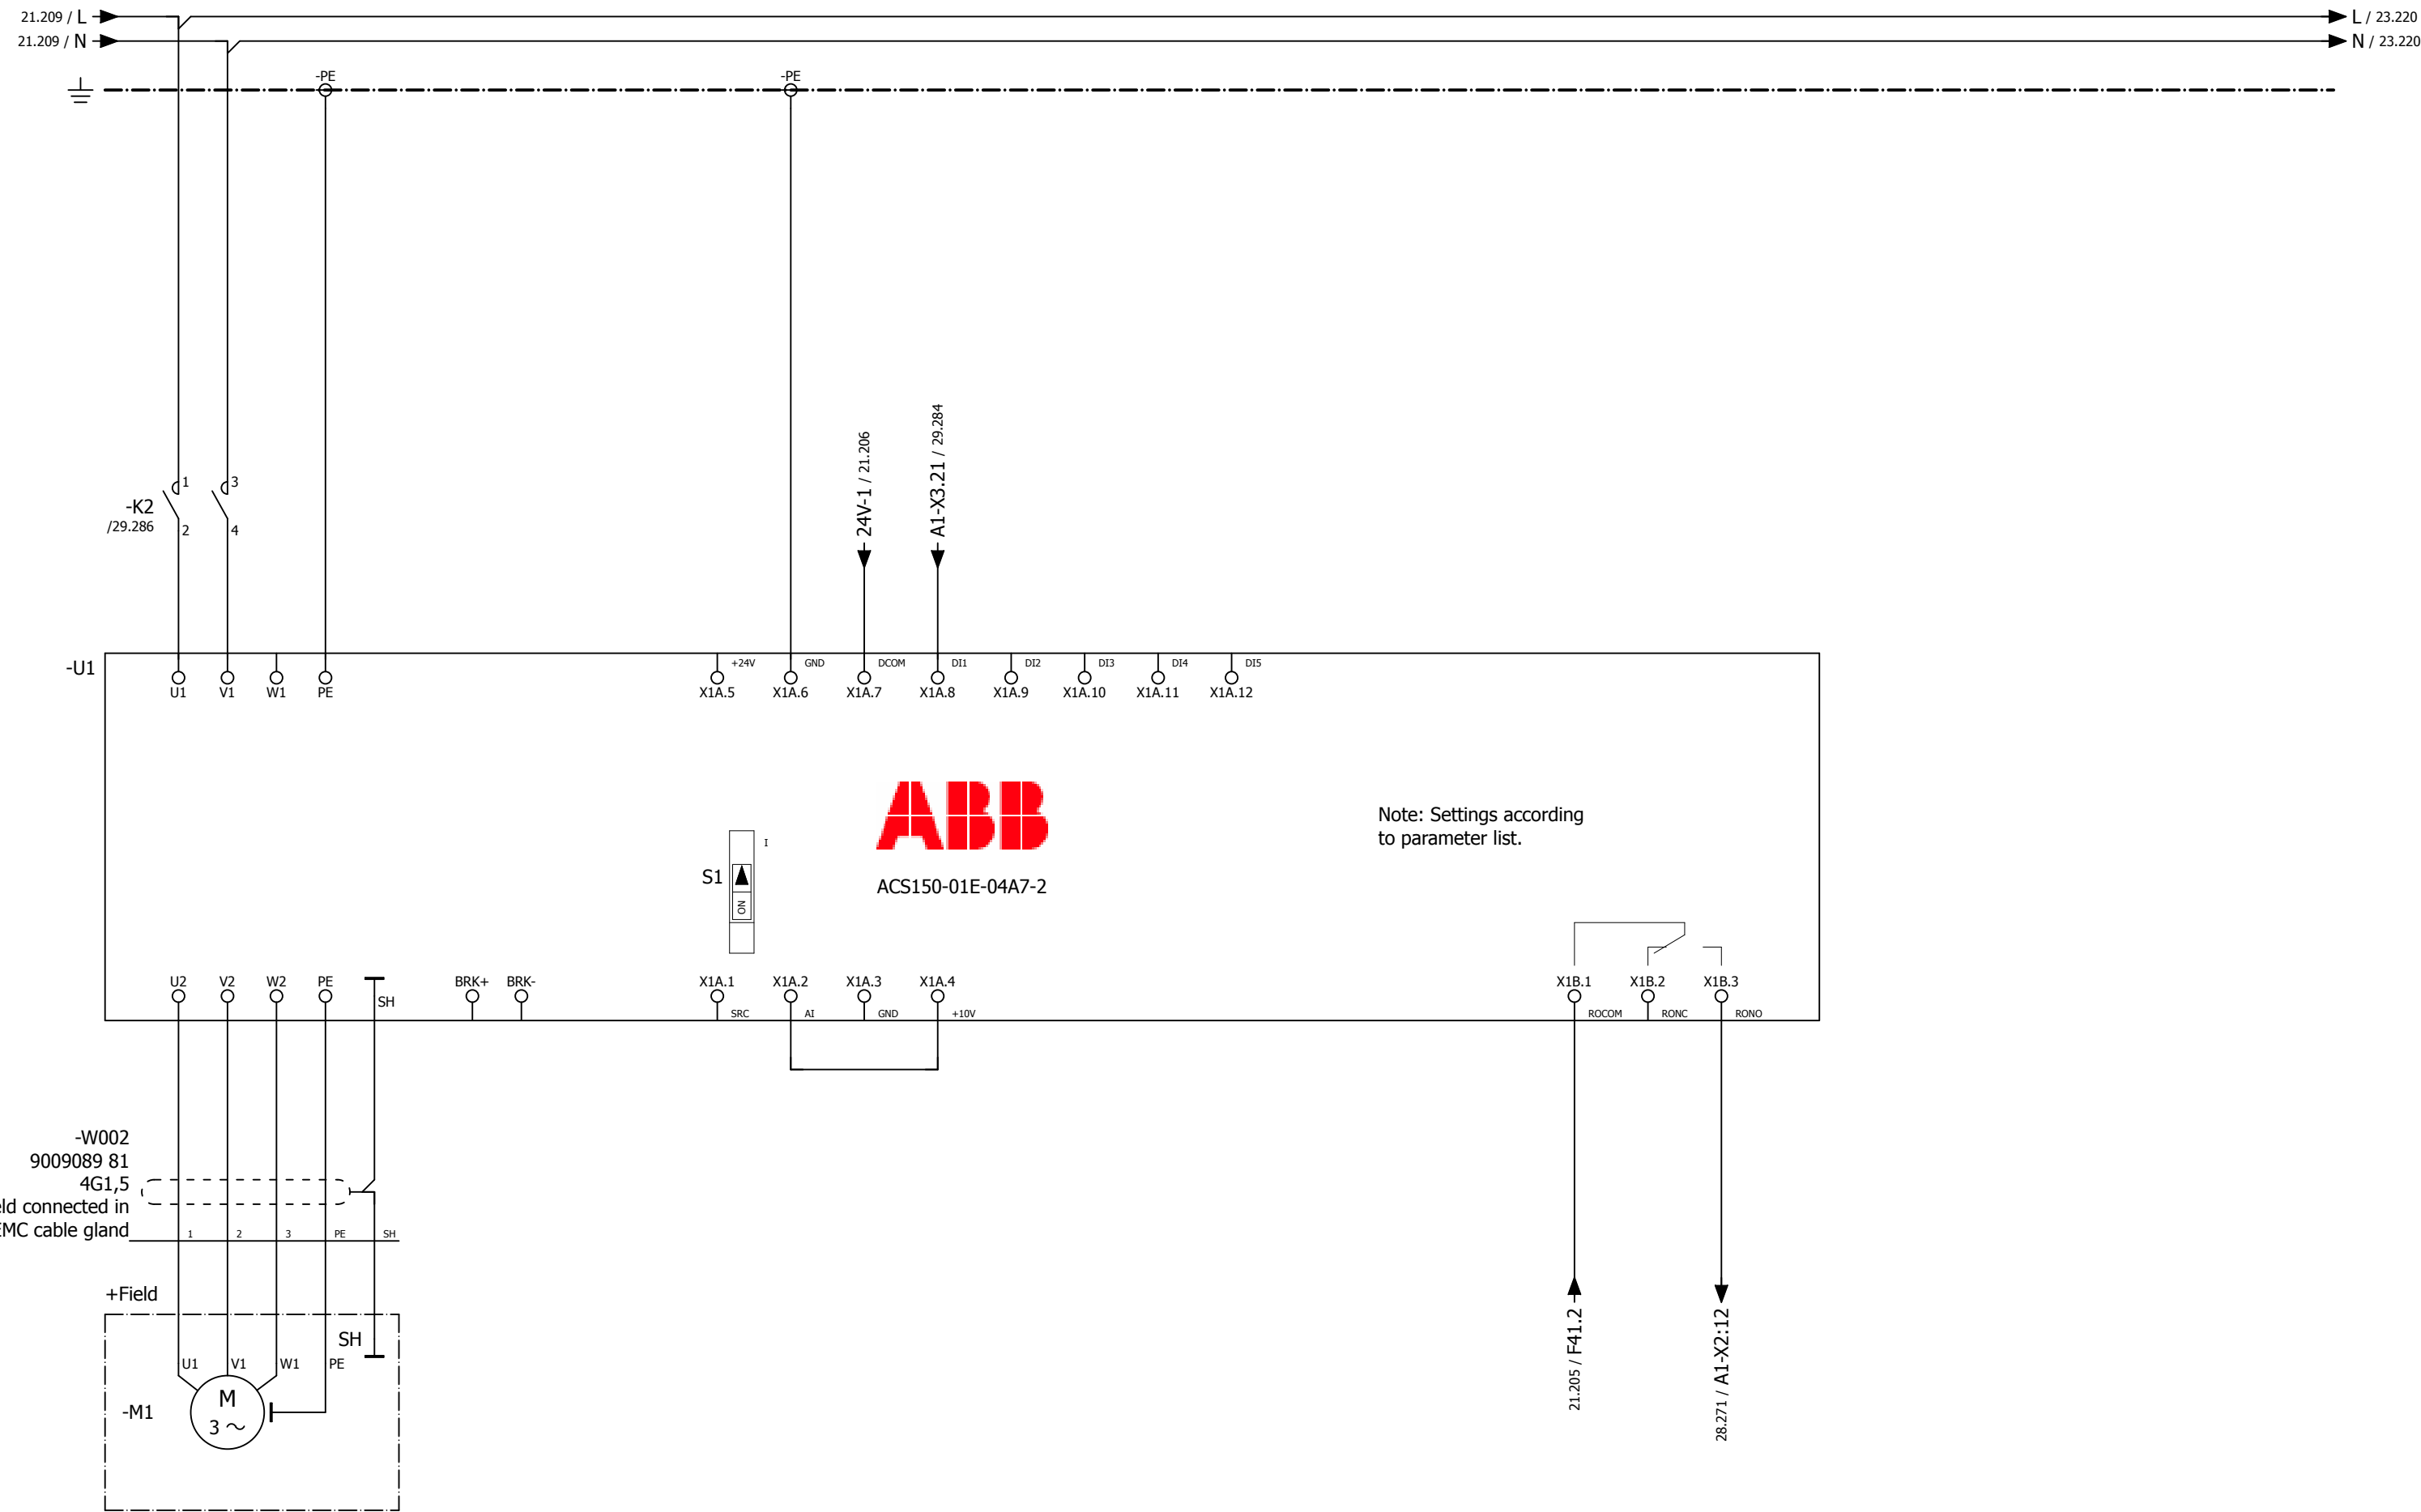 21.209 / L
L / 23.220
21.209 / N
N / 23.220
-PE
-PE
24V-1 / 21.206
A1-X3.21 / 29.284
-K2
/29.286
1
2
3
4
-U1
U1
V1
W1
PE
+24V
GND
DCOM
DI1
DI2
DI3
DI4
DI5
X1A.5
X1A.6
X1A.7
X1A.8
X1A.9
X1A.10
X1A.11
X1A.12
ABB
ACS150-01E-04A7-2
Note: Settings according
to parameter list.
S1
I
ON
U2
V2
W2
PE
SH
BRK+
BRK-
X1A.1
X1A.2
X1A.3
X1A.4
SRC
AI
GND
+10V
X1B.1
X1B.2
X1B.3
ROCOM
RONC
RONO
-W002
9009089 81
4G1,5
connected in
cable gland
1
2
3
PE
SH
+Field
SH
U1
V1
W1
PE
-M1
M
3 ~
21.205 / F41.2
28.271 / A1-X2:12